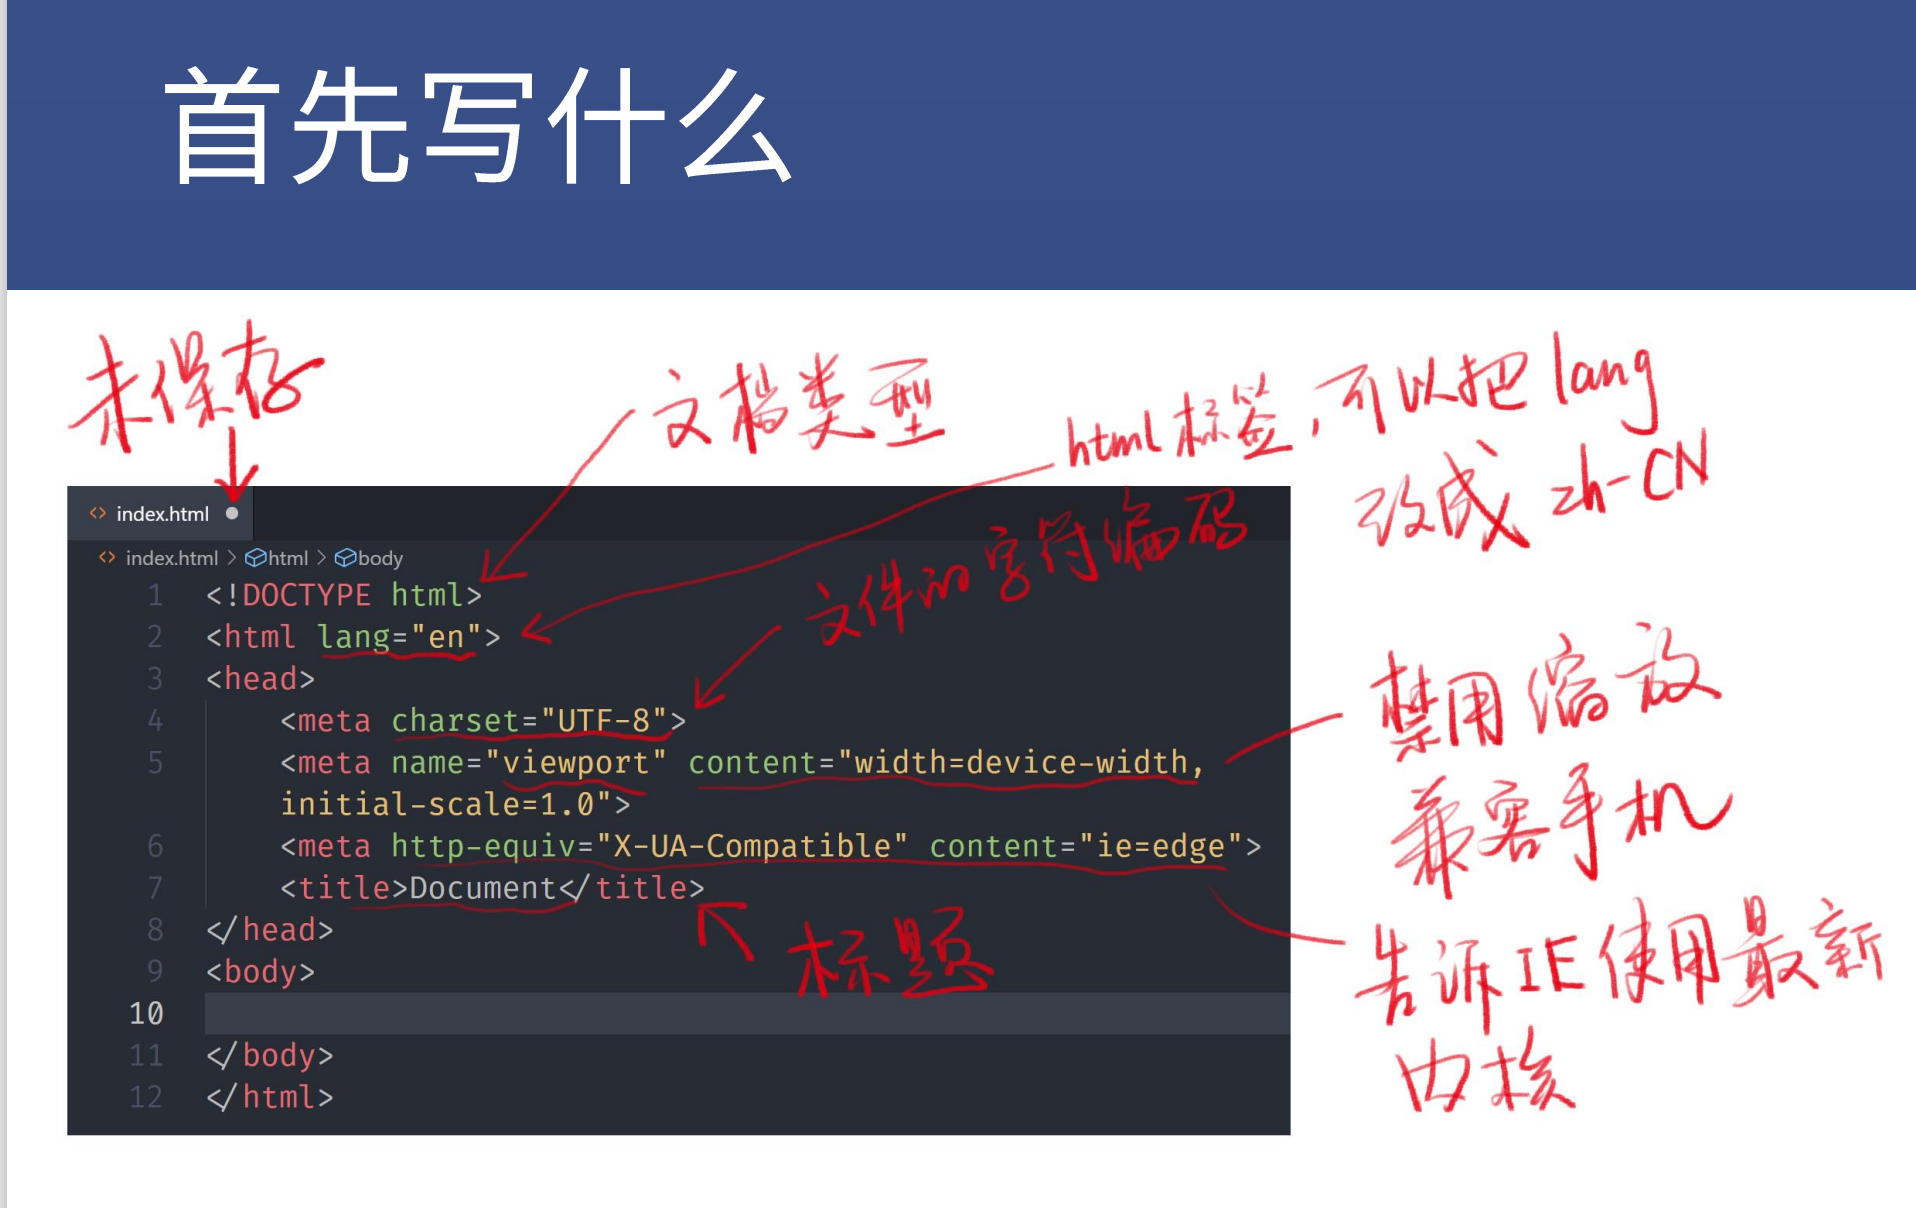 首先写什么
未保存
文档类型
html标签,可以把lang
改成 zh-CN
index.html
index.html > html > body
文件的字符编码
1 <!DOCTYPE html>
2 <html lang="en">
3 <head>
4 <meta charset="UTF-8">
5 <meta name="viewport" content="width=device-width,
initial-scale=1.0">
6 <meta http-equiv="X-UA-Compatible" content="ie=edge">
7 <title>Document</title>
8 </head>
9 <body>
10
11 </body>
12 </html>
标题
禁用缩放
兼容手机
告诉IE使用最新
内核